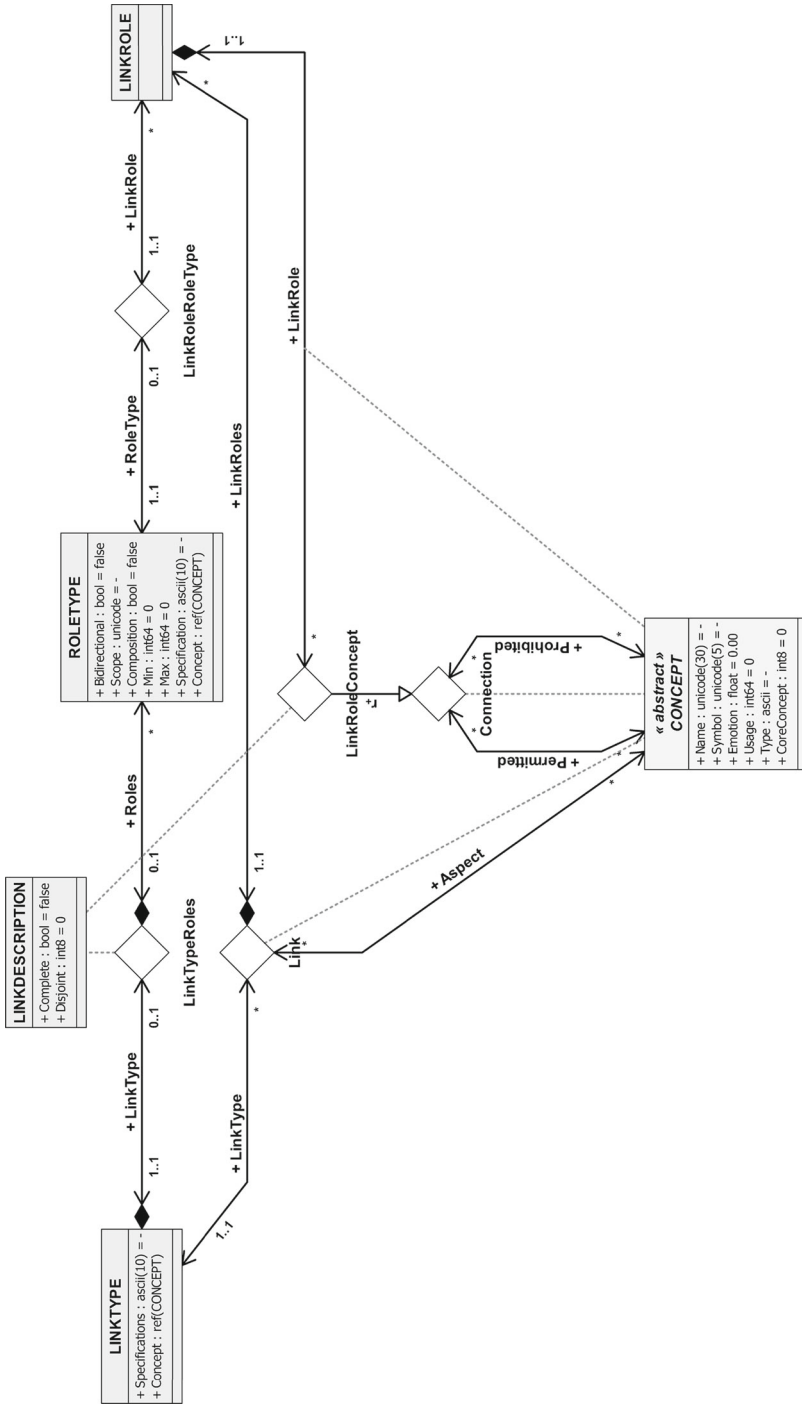 LINKDESCRIPTION
+ Complete : bool = false
+ Disjoint : int8 = 0
LINKTYPE
+ Specifications : ascii(10) = -
+ Concept : ref(CONCEPT)
1..1
+ LinkType
0..1
LinkTypeRoles
0..1
+ Roles
*
ROLETYPE
+ Bidirectional : bool = false
+ Scope : unicode = -
+ Composition : bool = false
+ Min : int64 = 0
+ Max : int64 = 0
+ Specification : ascii(10) = -
+ Concept : ref(CONCEPT)
1..1
+ RoleType
0..1
LinkRoleRoleType
1..1
+ LinkRole
*
LINKROLE
1..1
+ LinkType
*
Link
1..1
+ LinkRoles
*
1..1
+ LinkRole
*
LinkRoleConcept
r+
Connection
*
+ Aspect
*
*
+ Permitted
*
*
+ Prohibited
*
« abstract »
CONCEPT
+ Name : unicode(30) = -
+ Symbol : unicode(5) = -
+ Emotion : float = 0.00
+ Usage : int64 = 0
+ Type : ascii = -
+ CoreConcept : int8 = 0